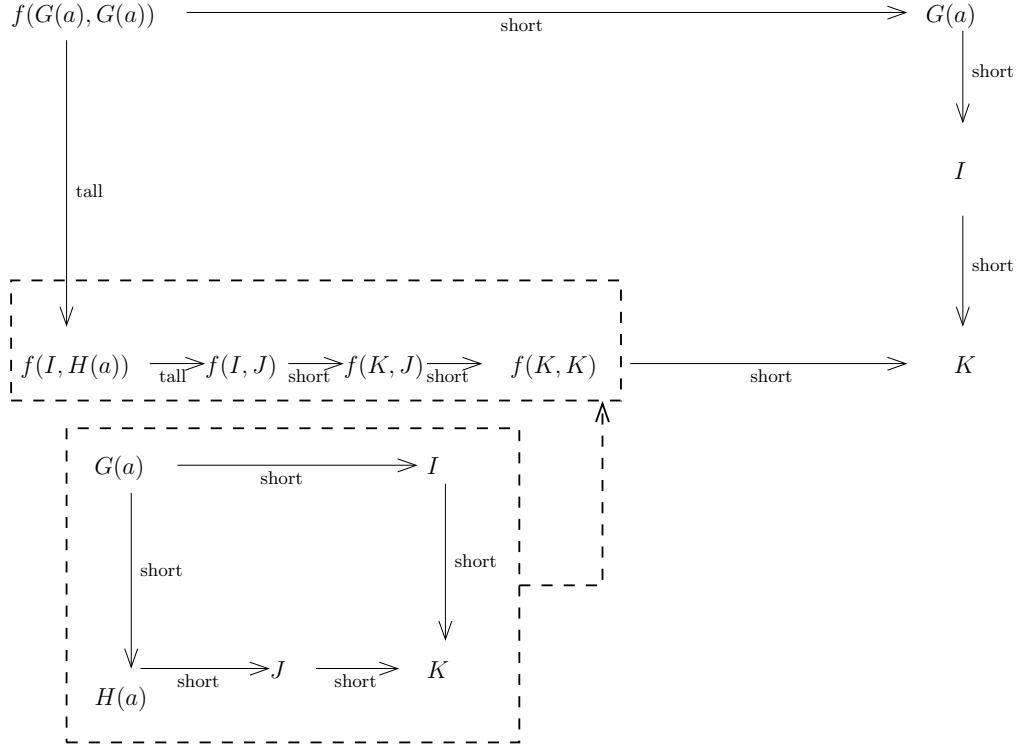 f(G(a), G(a)) short G(a)
short
I
tall
short
f(I, H(a)) tall f(I, J) short f(K, J) short f(K, K) short K
G(a) short I
short short
H(a) short J short K